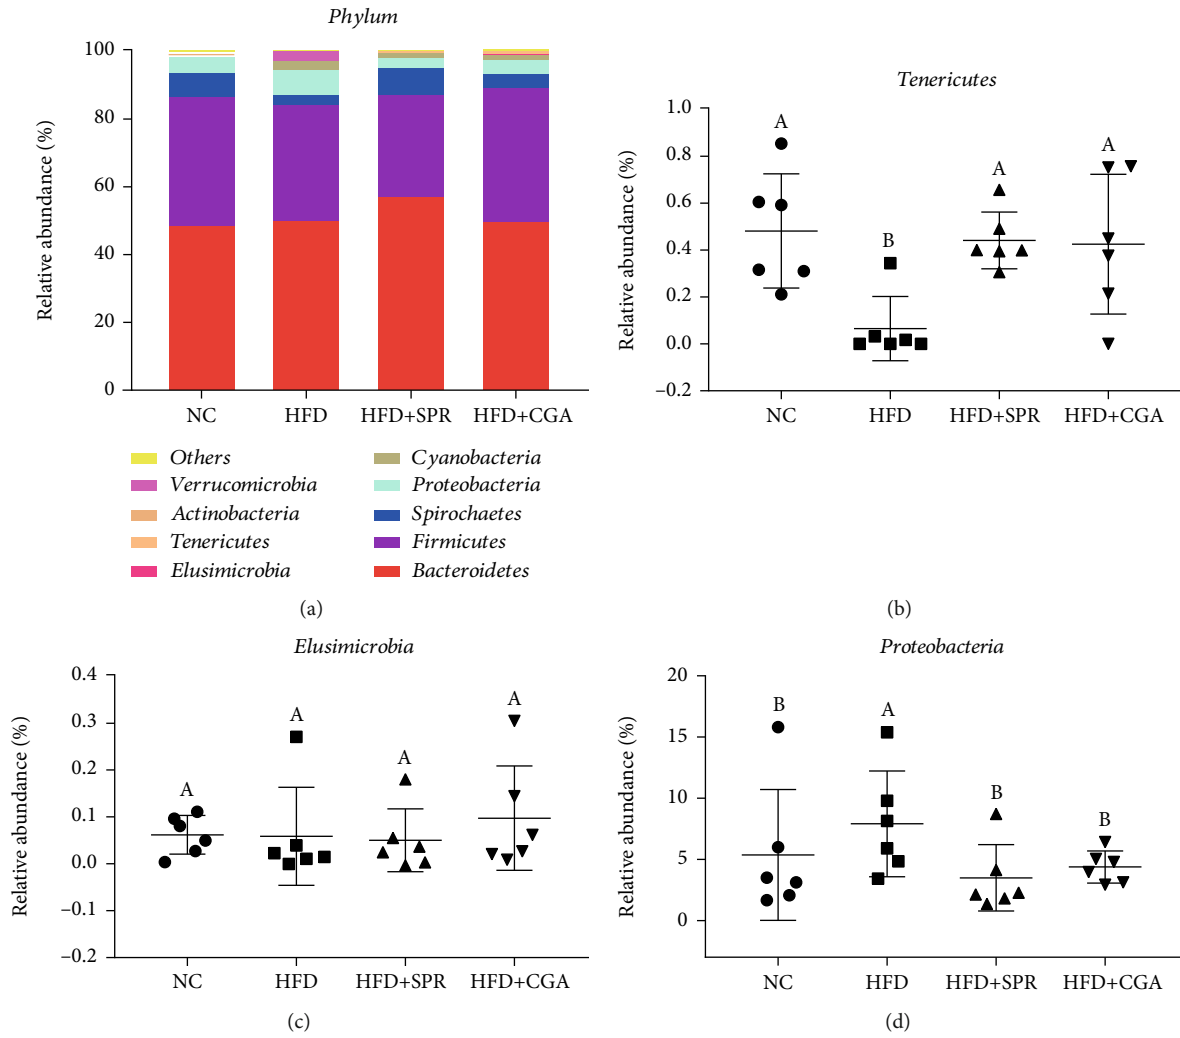 Phylum
Relative abundance (%)
100
80
60
40
20
0
NC HFD HFD+SPR HFD+CGA
Others Cyanobacteria
Verrucomicrobia Proteobacteria
Actinobacteria Spirochaetes
Tenericutes Firmicutes
Elusimicrobia Bacteroidetes
(a)
Tenericutes
Relative abundance (%)
1.0
0.8
0.6
0.4
0.2
0.0
–0.2
A B A A
NC HFD HFD+SPR HFD+CGA
(b)
Elusimicrobia
Relative abundance (%)
0.4
0.3
0.2
0.1
0.0
–0.1
–0.2
A A A A
NC HFD HFD+SPR HFD+CGA
(c)
Proteobacteria
Relative abundance (%)
20
15
10
5
0
B A B B
NC HFD HFD+SPR HFD+CGA
(d)